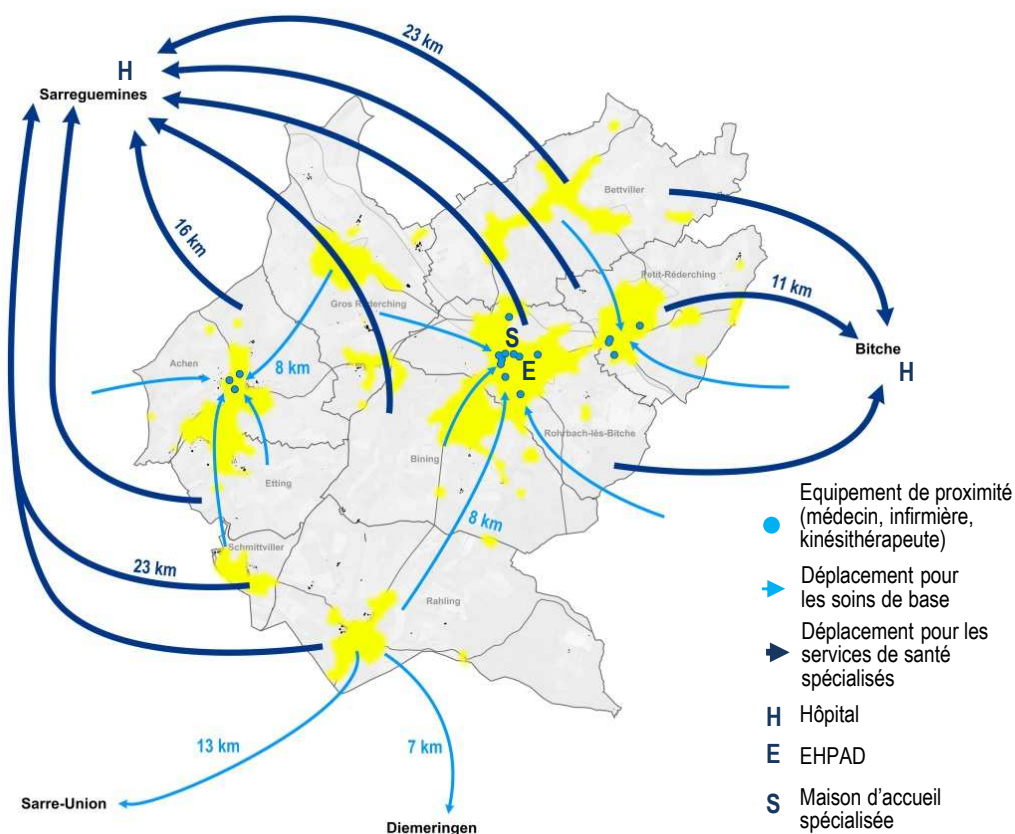 23 km
H
Sarreguemines
Bettviller
16 km
Petit-Réderching
Gros Réderching
11 km
S
Bitche
H
Achen
8 km
E
Rohrbach-lès-Bitche
Bining
Etting
Equipement de proximité
(médecin, infirmière,
kinésithérapeute)
8 km
Schmittviller
23 km
Déplacement pour
les soins de base
Rahling
Déplacement pour les
services de santé
spécialisés
H Hôpital
13 km
7 km
E EHPAD
Sarre-Union
S Maison d'accueil
spécialisée
Diemeringen